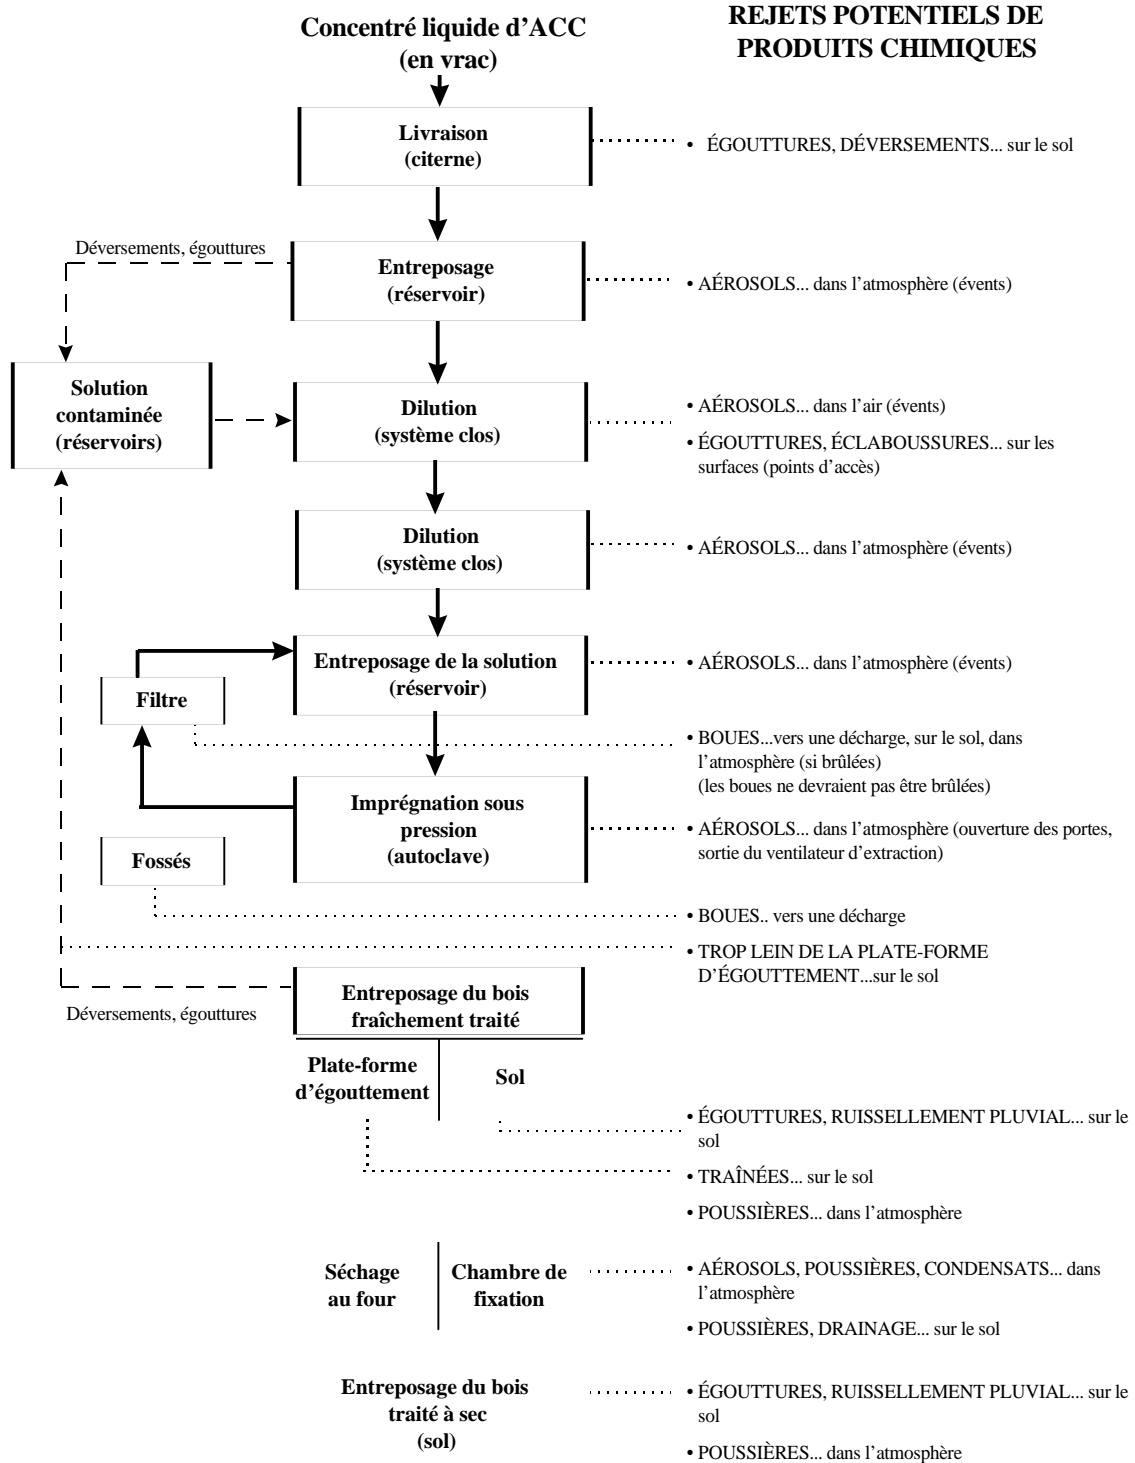 Concentré liquide d’ACC
(en vrac)
REJETS POTENTIELS DE
PRODUITS CHIMIQUES
Livraison
(citerne)
• ÉGOUTTURES, DÉVERSEMENTS... sur le sol
Déversements, égouttures
Entreposage
(réservoir)
• AÉROSOLS... dans l’atmosphère (évents)
Solution
contaminée
(réservoirs)
Dilution
(système clos)
• AÉROSOLS... dans l’air (évents)
• ÉGOUTTURES, ÉCLABOUSSURES... sur les
surfaces (points d’accès)
Dilution
(système clos)
• AÉROSOLS... dans l’atmosphère (évents)
Entreposage de la solution
(réservoir)
• AÉROSOLS... dans l’atmosphère (évents)
Filtre
• BOUES...vers une décharge, sur le sol, dans
l’atmosphère (si brûlées)
(les boues ne devraient pas être brûlées)
Imprégnation sous
pression
(autoclave)
• AÉROSOLS... dans l’atmosphère (ouverture des portes,
sortie du ventilateur d’extraction)
Fossés
• BOUES.. vers une décharge
• TROP LEIN DE LA PLATE-FORME
D’ÉGOUTTEMENT...sur le sol
Déversements, égouttures
Entreposage du bois
fraîchement traité
Plate-forme
d’égouttement
Sol
• ÉGOUTTURES, RUISSELLEMENT PLUVIAL... sur le
sol
• TRAÎNÉES... sur le sol
• POUSSIÈRES... dans l’atmosphère
Séchage
au four
Chambre de
fixation
• AÉROSOLS, POUSSIÈRES, CONDENSATS... dans
l’atmosphère
• POUSSIÈRES, DRAINAGE... sur le sol
Entreposage du bois
traité à sec
(sol)
• ÉGOUTTURES, RUISSELLEMENT PLUVIAL... sur le
sol
• POUSSIÈRES... dans l’atmosphère